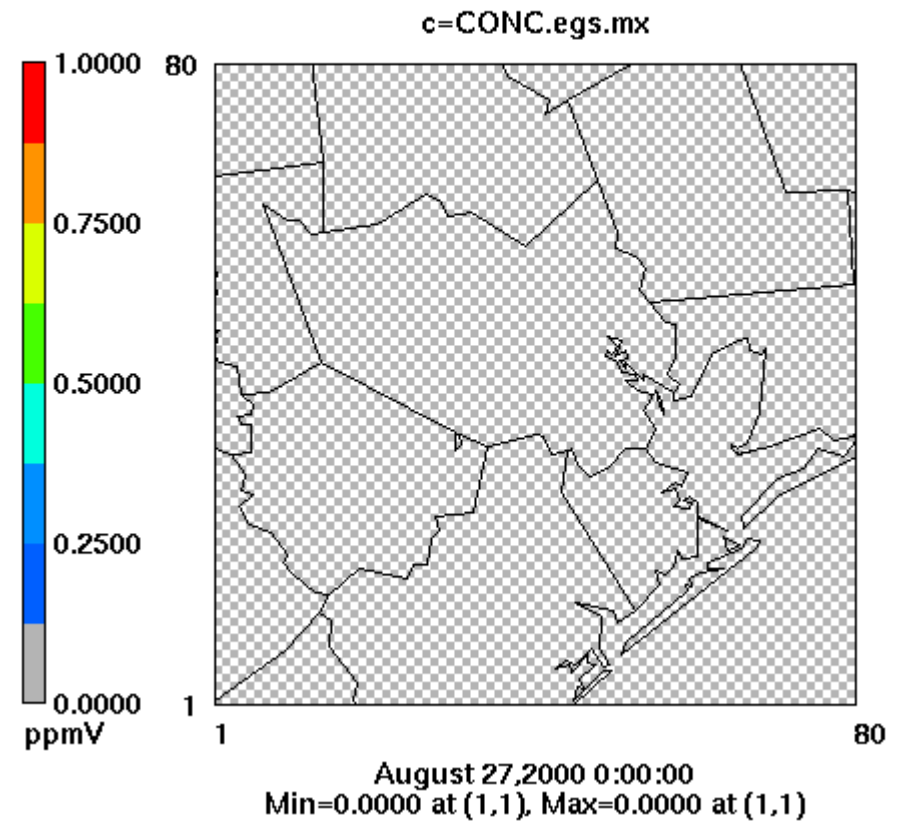 c=CONC.egs.mx
1.0000
80
0.7500
0.5000
0.2500
0.0000
1
ppmV
1
80
August 27,2000 0:00:00
Min=0.0000 at (1,1), Max=0.0000 at (1,1)